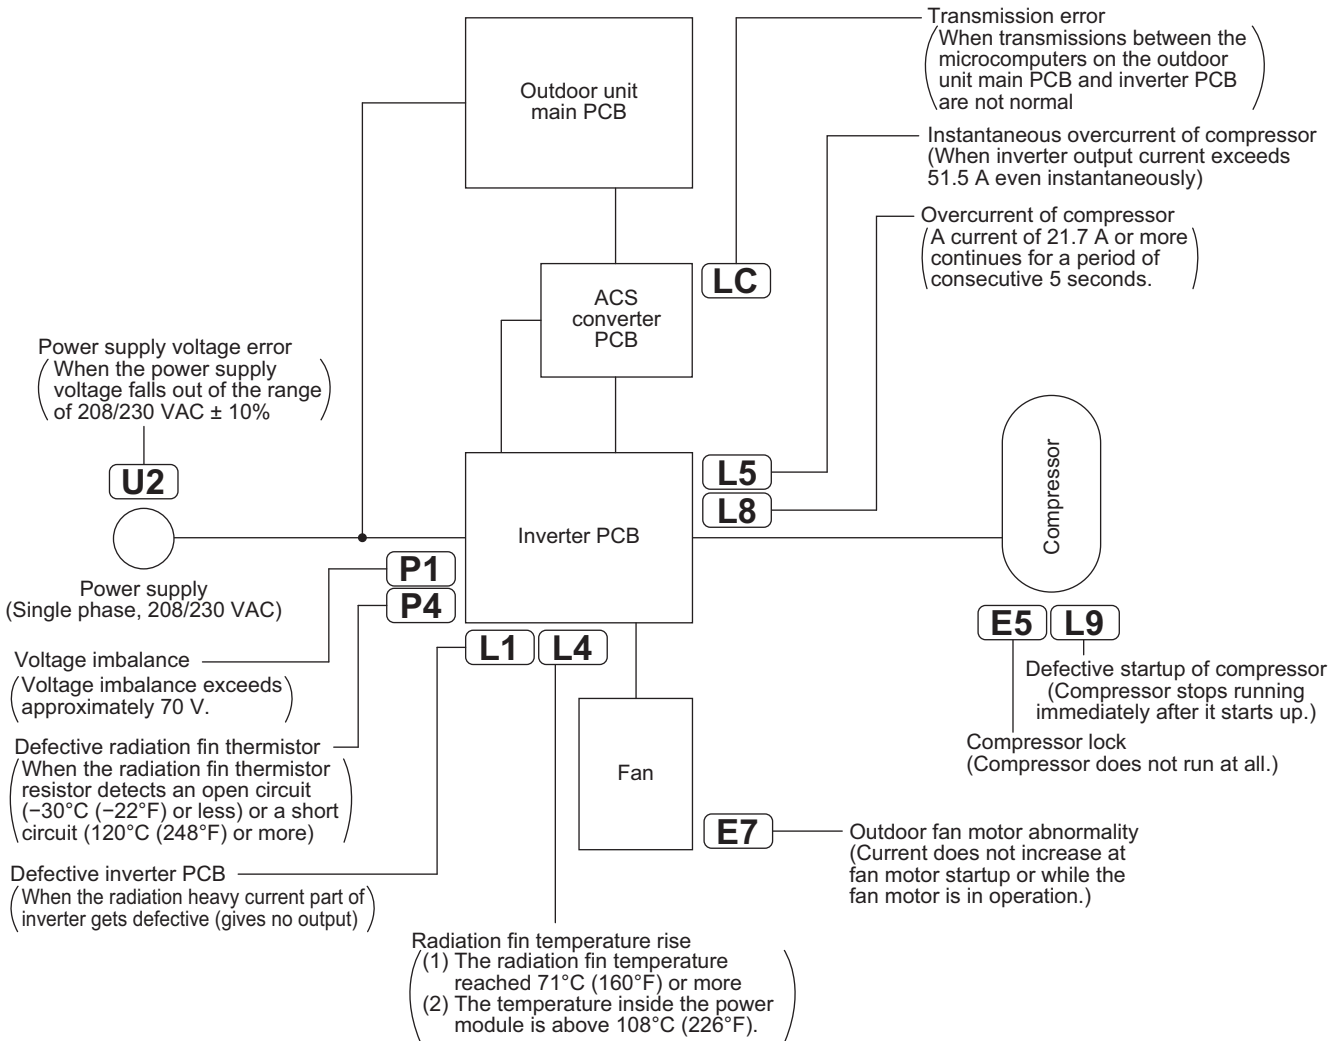 Transmission error
When transmissions between the
microcomputers on the outdoor
unit main PCB and inverter PCB
are not normal
Outdoor unit
main PCB
Instantaneous overcurrent of compressor
(When inverter output current exceeds
51.5 A even instantaneously)
Overcurrent of compressor
(A current of 21.7 A or more
continues for a period of
consecutive 5 seconds.)
LC
ACS
converter
PCB
Power supply voltage error
(When the power supply
voltage falls out of the range
of 208/230 VAC ± 10%)
U2
L5
L8
Compressor
Inverter PCB
Power supply
(Single phase, 208/230 VAC)
P1
P4
E5
L9
L1
L4
Voltage imbalance
(Voltage imbalance exceeds
approximately 70 V.)
Defective startup of compressor
(Compressor stops running
immediately after it starts up.)
Compressor lock
(Compressor does not run at all.)
Defective radiation fin thermistor
(When the radiation fin thermistor
resistor detects an open circuit
(−30°C (−22°F) or less) or a short
circuit (120°C (248°F) or more))
Fan
E7
Outdoor fan motor abnormality
(Current does not increase at
fan motor startup or while the
fan motor is in operation.)
Defective inverter PCB
(When the radiation heavy current part of
inverter gets defective (gives no output))
Radiation fin temperature rise
(1) The radiation fin temperature
reached 71°C (160°F) or more
(2) The temperature inside the power
module is above 108°C (226°F).